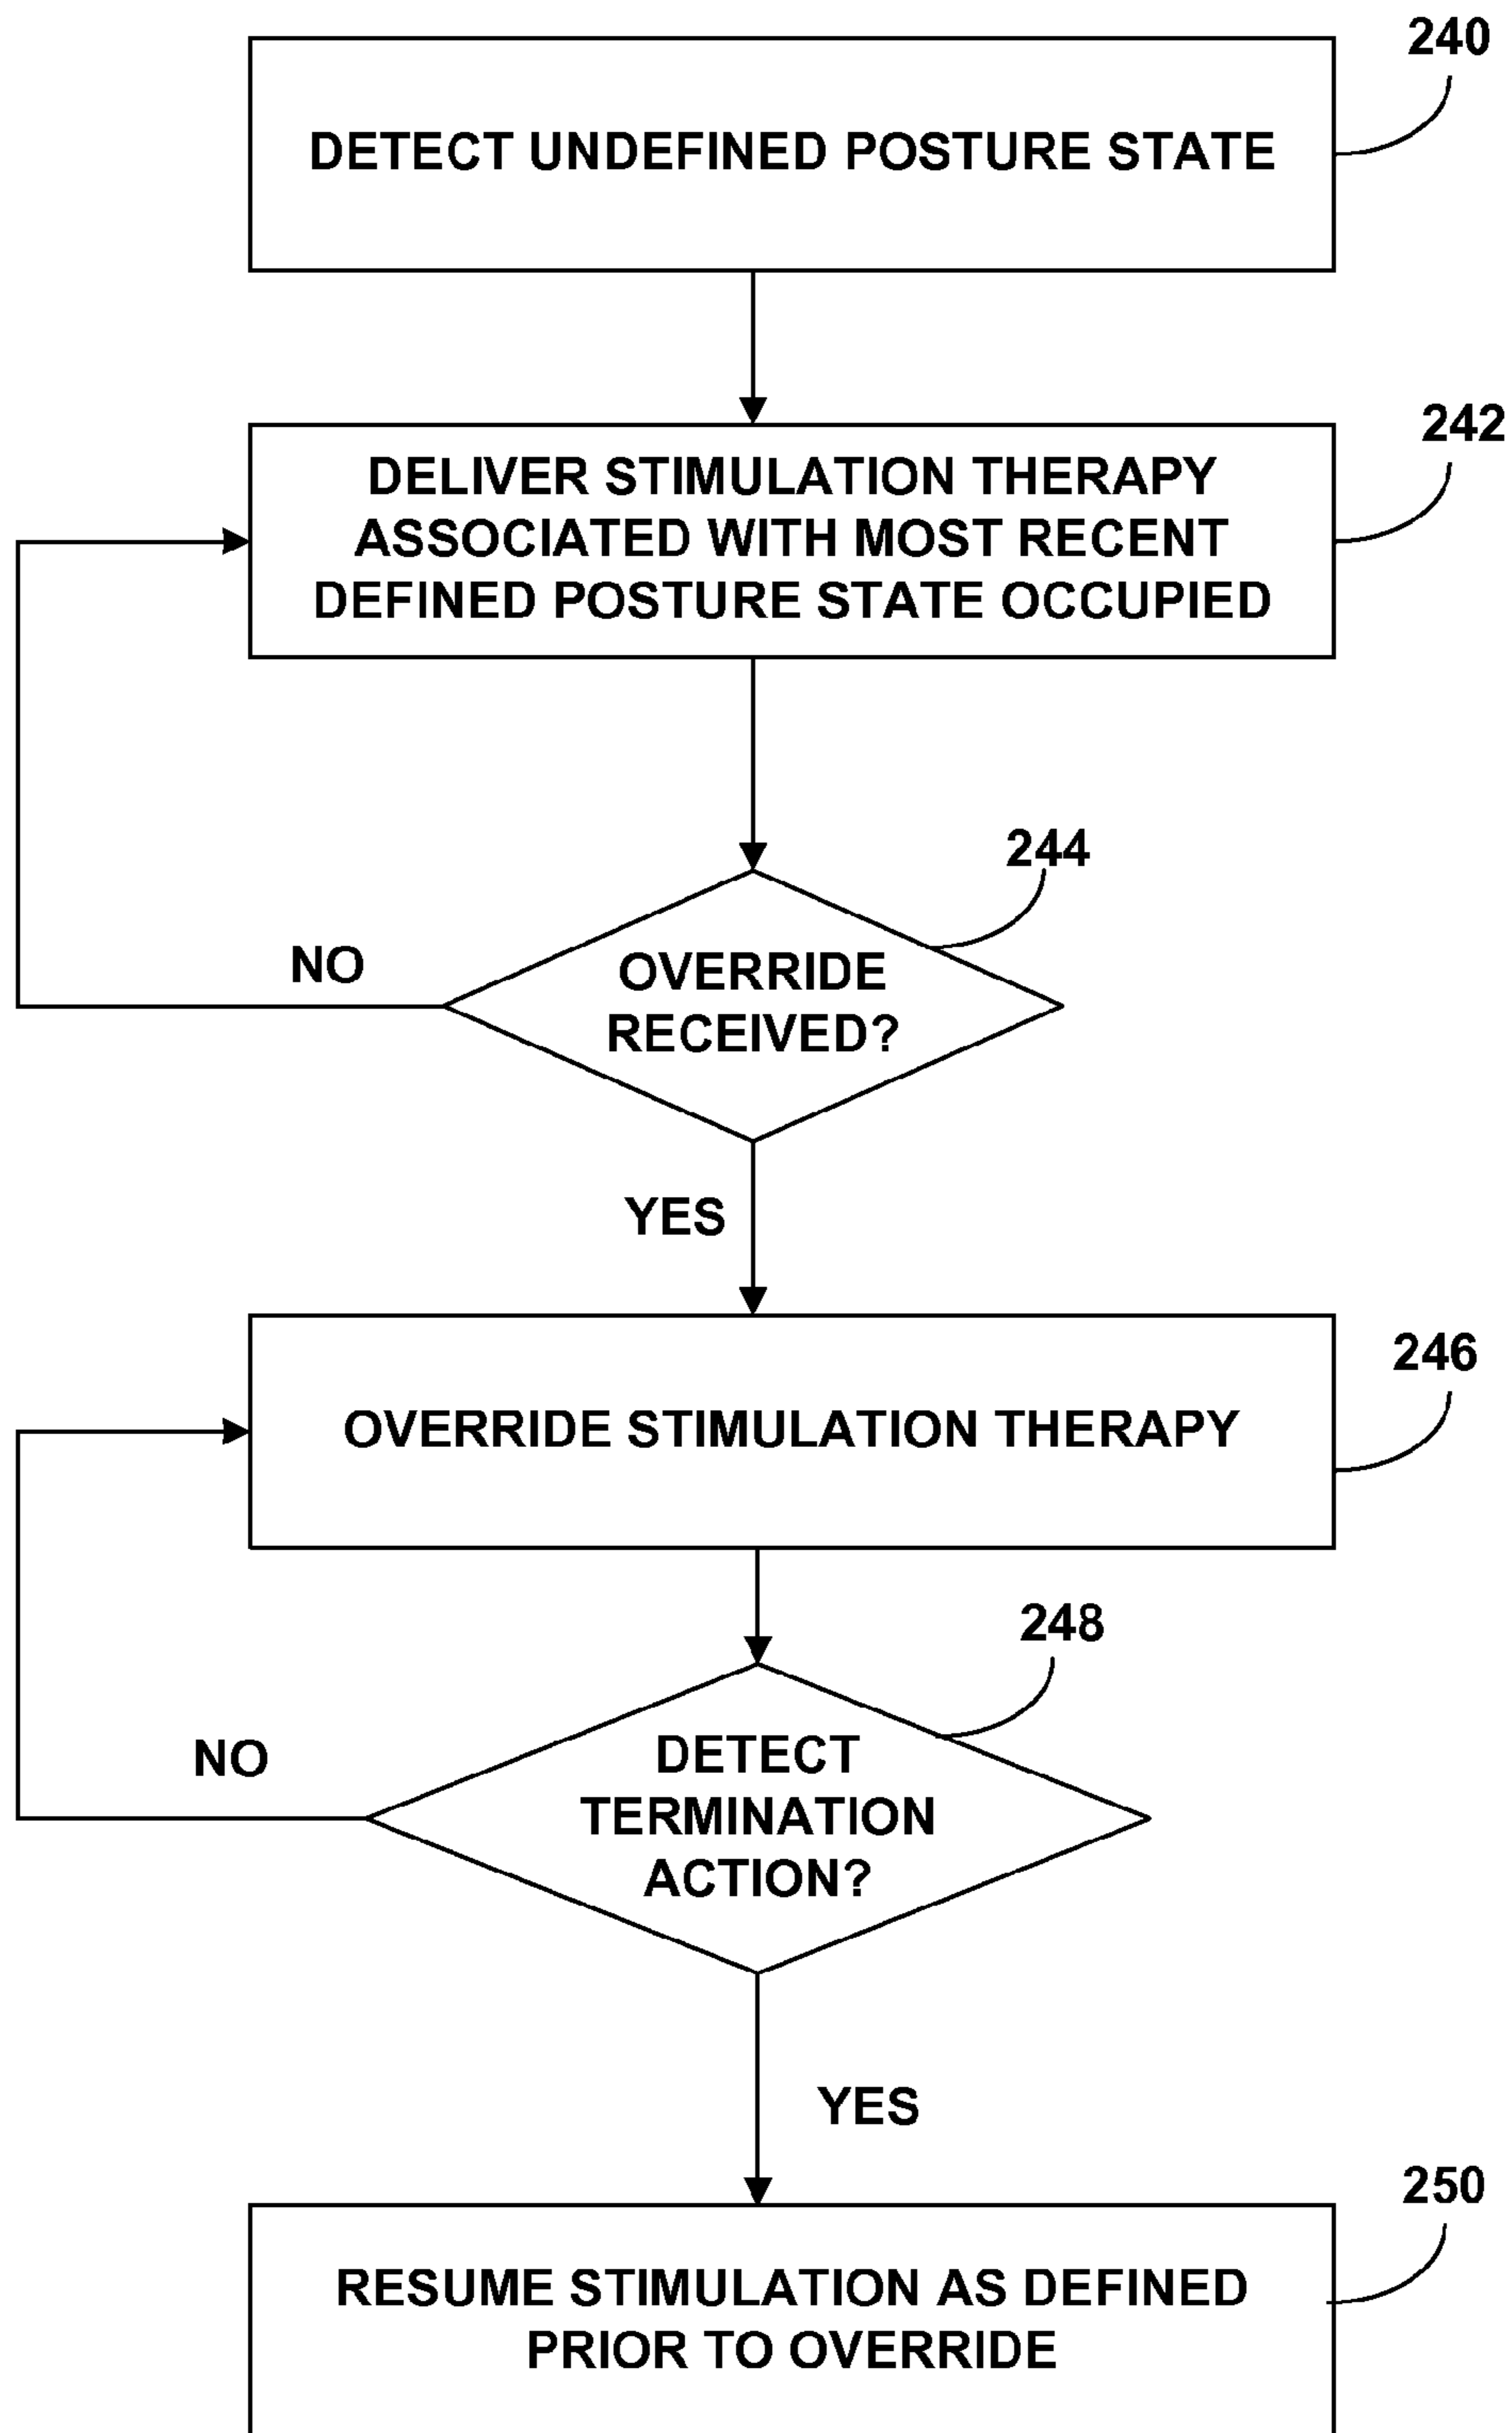 240
DETECT UNDEFINED POSTURE STATE
242
DELIVER STIMULATION THERAPY
ASSOCIATED WITH MOST RECENT
DEFINED POSTURE STATE OCCUPIED
244
NO
OVERRIDE
RECEIVED?
YES
246
OVERRIDE STIMULATION THERAPY
248
NO
DETECT
TERMINATION
ACTION?
YES
250
RESUME STIMULATION AS DEFINED
PRIOR TO OVERRIDE